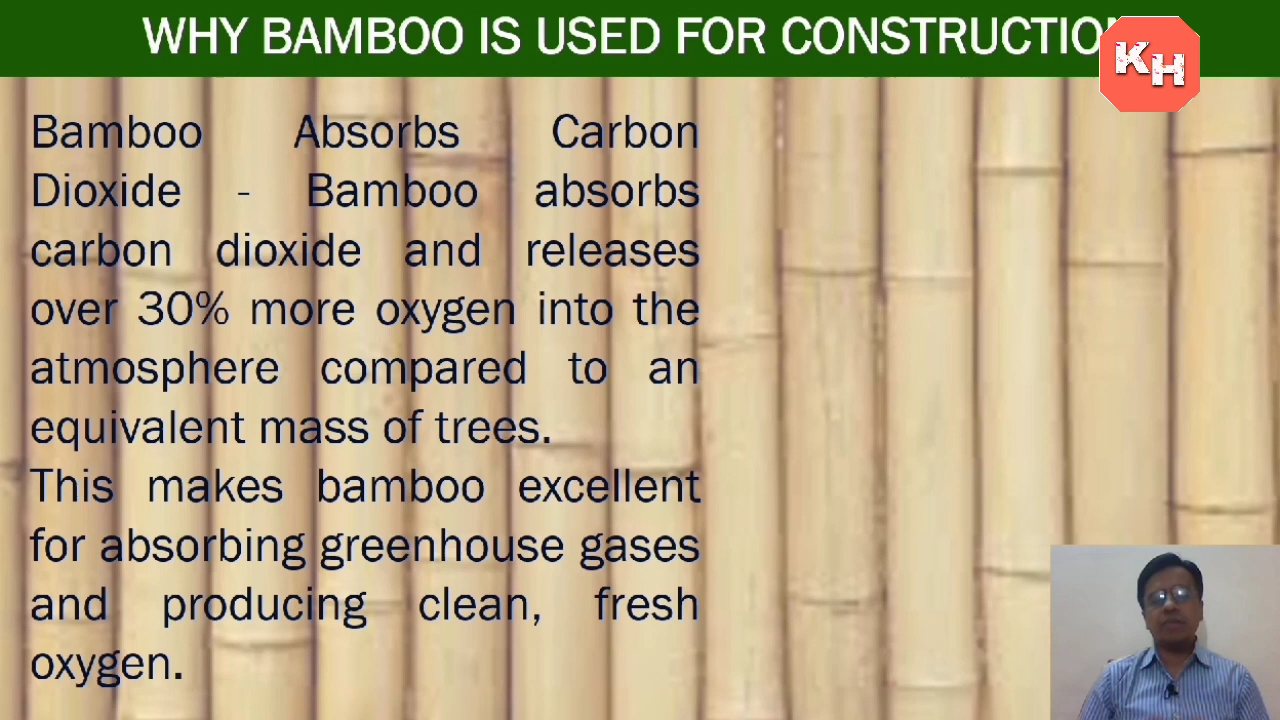 WHY BAMBOO IS USED FOR CONSTRUCTION
KH
Bamboo Absorbs Carbon
Dioxide - Bamboo absorbs
carbon dioxide and releases
over 30% more oxygen into the
atmosphere compared to an
equivalent mass of trees.
This makes bamboo excellent
for absorbing greenhouse gases
and producing clean, fresh
oxygen.